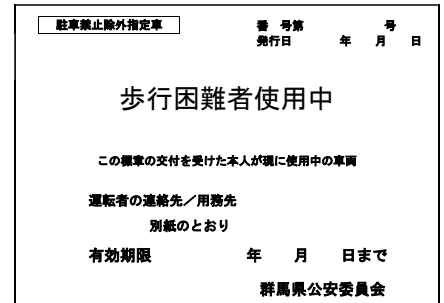 駐車禁止除外指定車
番 号第 号
発行日 年 月 日
歩行困難者使用中
この標章の交付を受けた本人が現に使用中の車両
運転者の連絡先／用務先
別紙のとおり
有効期限 年 月 日まで
群馬県公安委員会